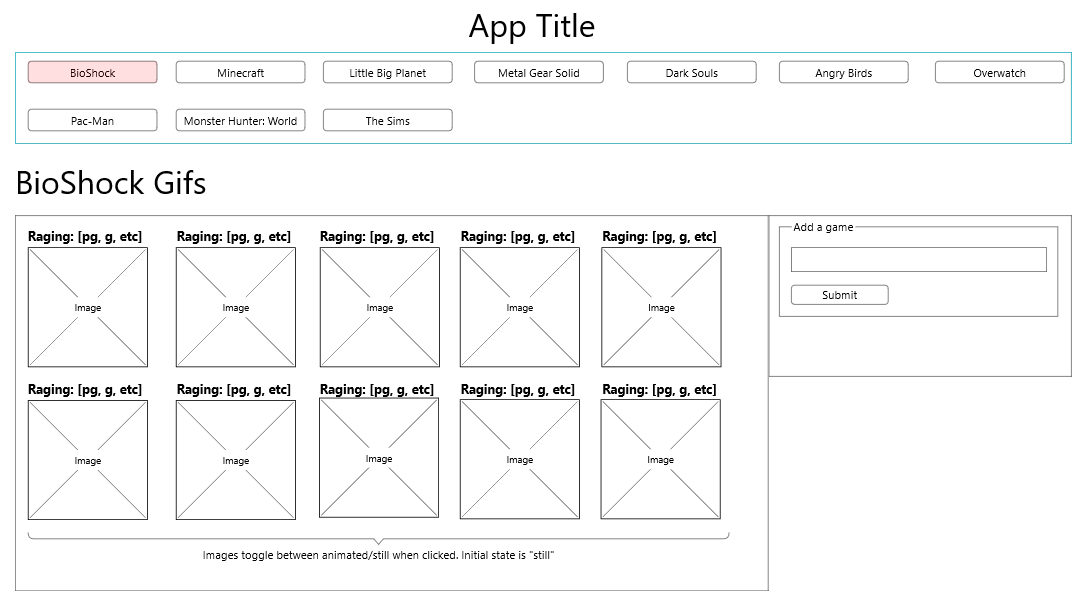 App Title
BioShock Minecraft Little Big Planet Metal Gear Solid Dark Souls Angry Birds Overwatch
Pac-Man Monster Hunter: World The Sims
BioShock Gifs
Raging: [pg, g, etc] Raging: [pg, g, etc] Raging: [pg, g, etc] Raging: [pg, g, etc] Raging: [pg, g, etc]
Image Image Image Image Image
Raging: [pg, g, etc] Raging: [pg, g, etc] Raging: [pg, g, etc] Raging: [pg, g, etc] Raging: [pg, g, etc]
Image Image Image Image Image
Images toggle between animated/still when clicked. Initial state is "still"
Add a game
Submit